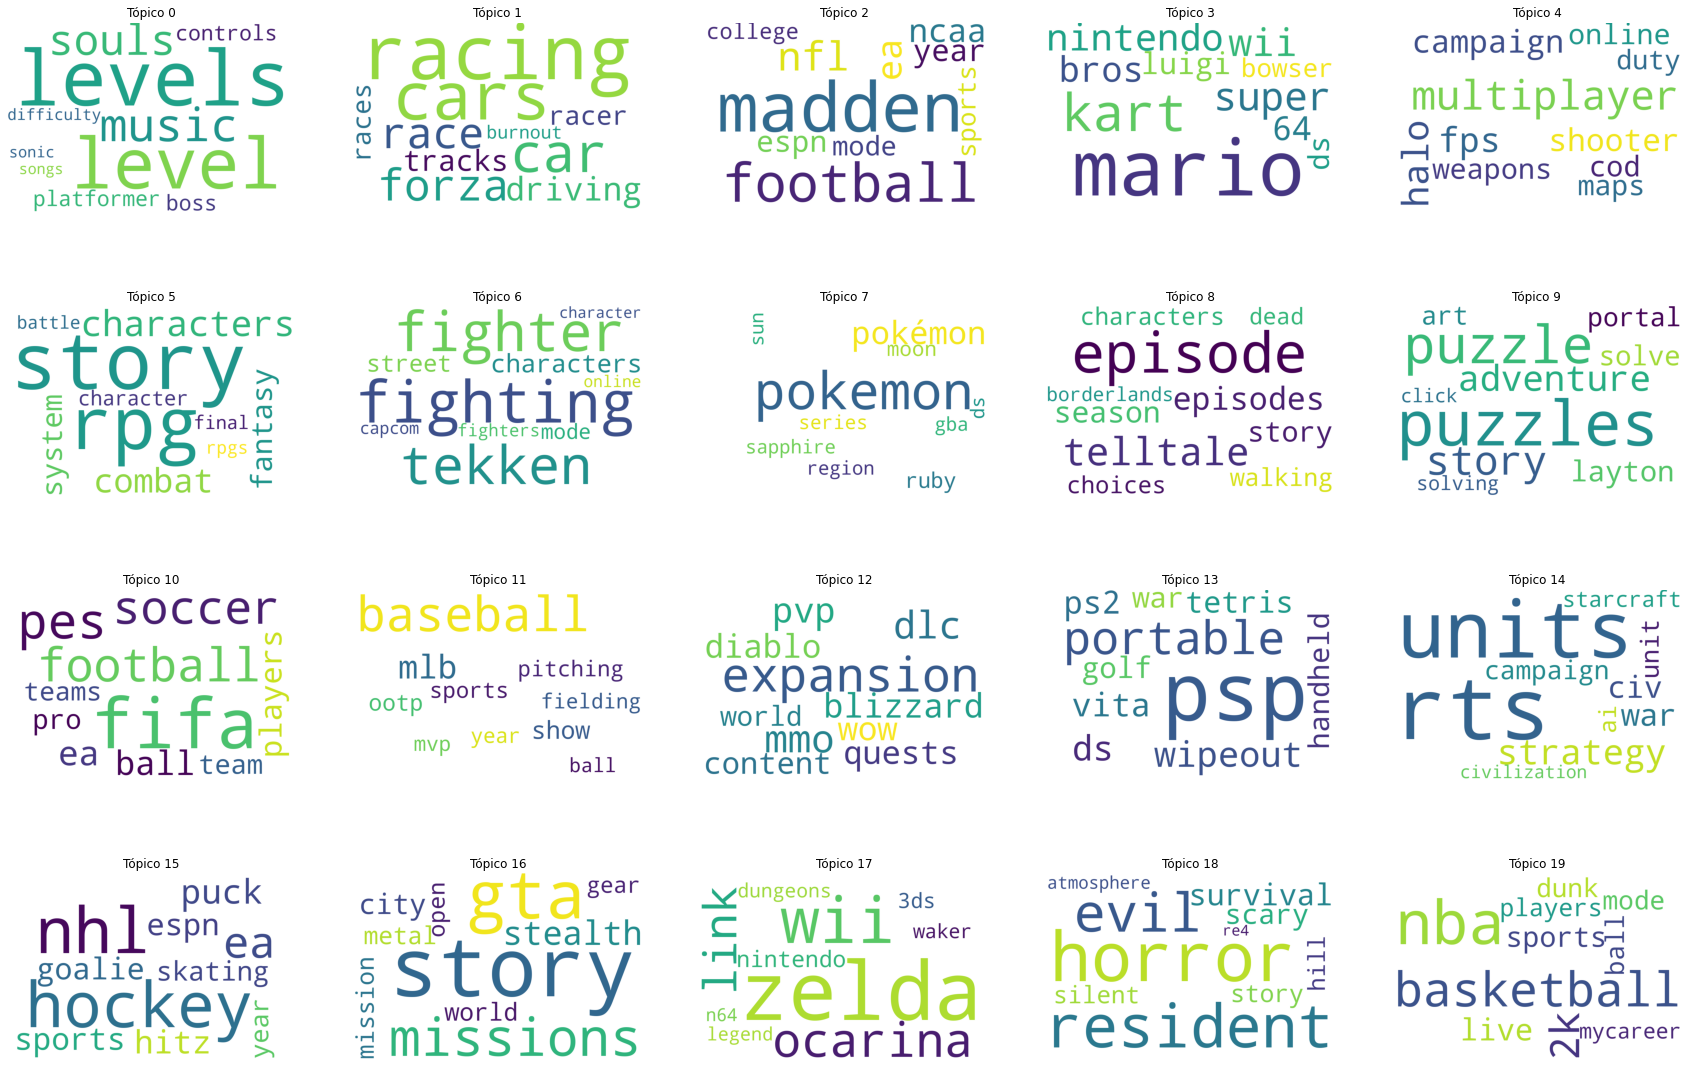 Tópico 0
souls controls
levels
difficulty
music
sonic
songs
level
platformer
boss
Tópico 1
racing
cars
races
race
burnout
racer
tracks
car
forza
driving
Tópico 2
college
ncaa
nfl
ea
year
madden
sports
espn
mode
football
Tópico 3
nintendo
wii
bros
luigi
bowser
kart
super
64
ds
mario
Tópico 4
campaign
online
duty
multiplayer
halo
fps
shooter
weapons
cod
maps
Tópico 5
battle
characters
story
character
fantasy
system
rpg
final
rpgs
combat
Tópico 6
character
fighter
street
characters
online
fighting
capcom
fighters
mode
tekken
Tópico 7
sun
pokémon
moon
pokemon
ds
series
gba
sapphire
region
ruby
Tópico 8
characters
dead
episode
borderlands
season
episodes
story
telltale
choices
walking
Tópico 9
art
portal
puzzle
solve
adventure
click
puzzles
story
layton
solving
Tópico 10
pes
soccer
football
players
teams
pro
fifa
ea
ball
team
Tópico 11
baseball
mlb
pitching
sports
ootp
fielding
show
mvp
year
ball
Tópico 12
pvp
dlc
diablo
expansion
blizzard
world
wow
mmo
quests
content
Tópico 13
ps2
war
tetris
portable
handheld
golf
psp
vita
ds
wipeout
Tópico 14
starcraft
units
unit
campaign
civ
rts
ai
war
strategy
civilization
Tópico 15
puck
nhl
espn
ea
goalie
skating
hockey
year
sports
hitz
Tópico 16
gta
gear
city
open
metal
stealth
story
mission
world
missions
Tópico 17
link
dungeons
wii
3ds
waker
nintendo
zelda
n64
legend
ocarina
Tópico 18
atmosphere
survival
evil
scary
re4
horror
hill
silent
story
resident
Tópico 19
dunk
nba
players
mode
sports
ball
basketball
live
2k
mycareer